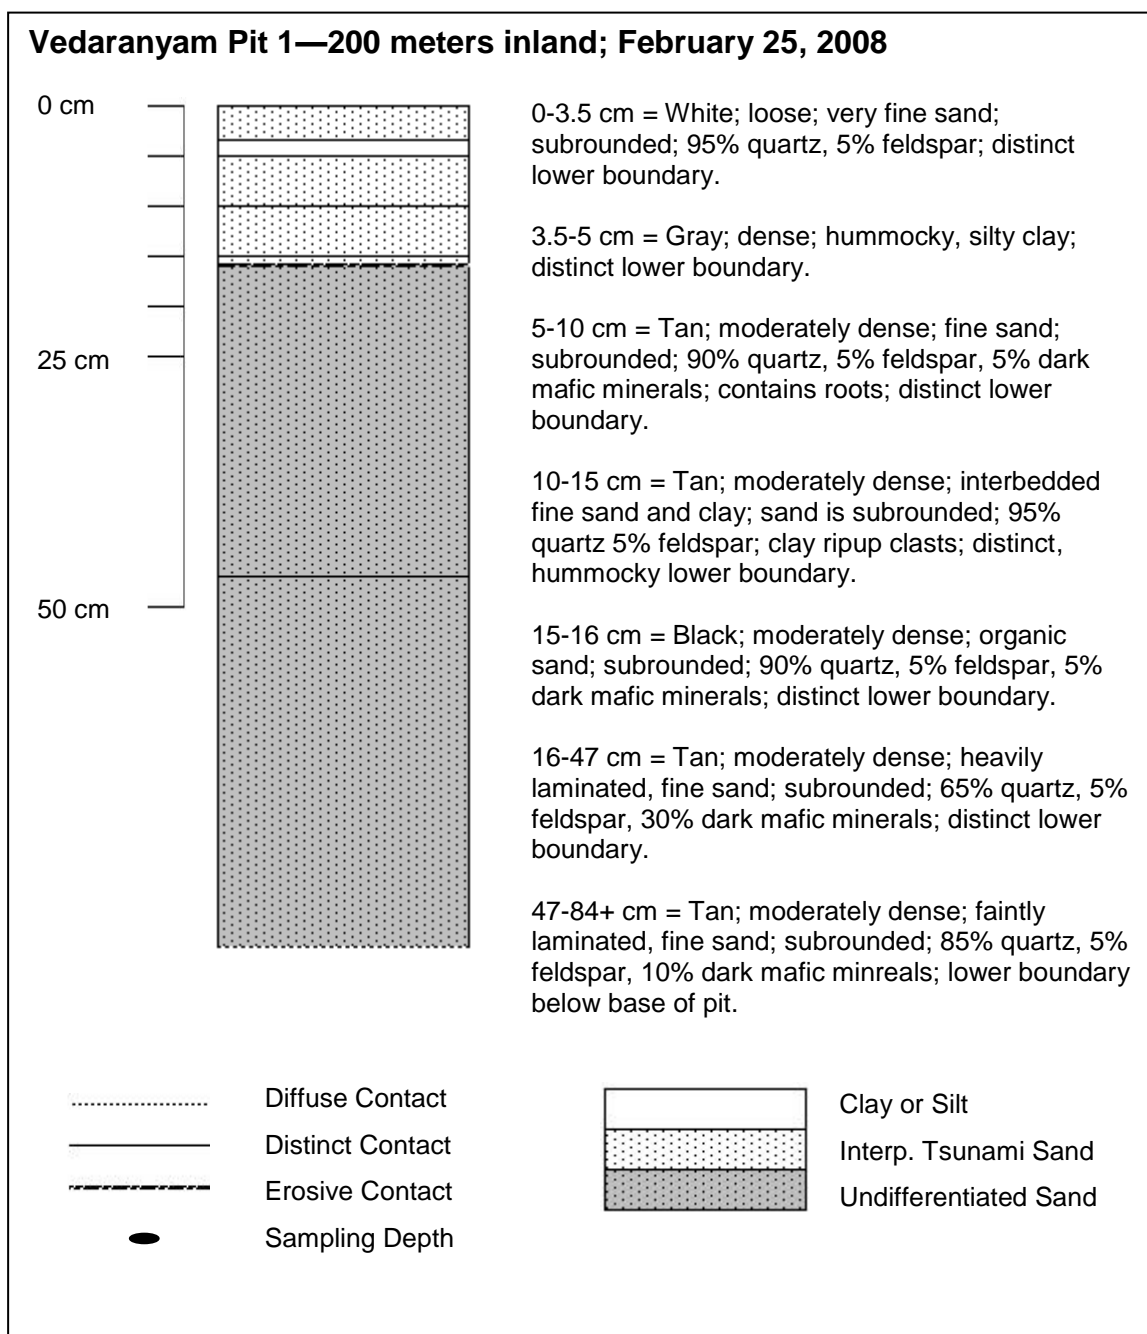 Vedaranyam Pit 1—200 meters inland; February 25, 2008
0 cm
25 cm
50 cm
0-3.5 cm = White; loose; very fine sand;
subrounded; 95% quartz, 5% feldspar; distinct
lower boundary.
3.5-5 cm = Gray; dense; hummocky, silty clay;
distinct lower boundary.
5-10 cm = Tan; moderately dense; fine sand;
subrounded; 90% quartz, 5% feldspar, 5% dark
mafic minerals; contains roots; distinct lower
boundary.
10-15 cm = Tan; moderately dense; interbedded
fine sand and clay; sand is subrounded; 95%
quartz 5% feldspar; clay ripup clasts; distinct,
hummocky lower boundary.
15-16 cm = Black; moderately dense; organic
sand; subrounded; 90% quartz, 5% feldspar, 5%
dark mafic minerals; distinct lower boundary.
16-47 cm = Tan; moderately dense; heavily
laminated, fine sand; subrounded; 65% quartz, 5%
feldspar, 30% dark mafic minerals; distinct lower
boundary.
47-84+ cm = Tan; moderately dense; faintly
laminated, fine sand; subrounded; 85% quartz, 5%
feldspar, 10% dark mafic minreals; lower boundary
below base of pit.
Diffuse Contact
Distinct Contact
Erosive Contact
Sampling Depth
Clay or Silt
Interp. Tsunami Sand
Undifferentiated Sand